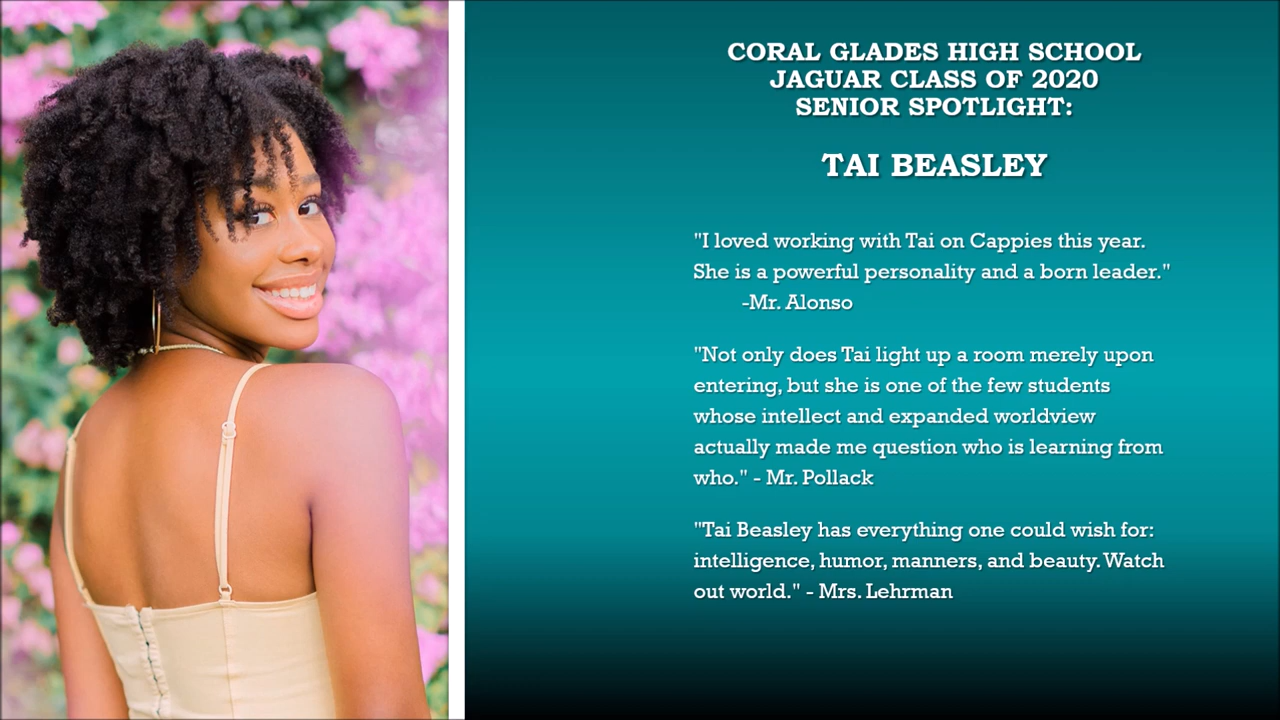 CORAL GLADES HIGH SCHOOL
JAGUAR CLASS OF 2020
SENIOR SPOTLIGHT:
TAI BEASLEY
"I loved working with Tai on Cappies this year.
She is a powerful personality and a born leader."
-Mr. Alonso
"Not only does Tai light up a room merely upon
entering, but she is one of the few students
whose intellect and expanded worldview
actually made me question who is learning from
who." - Mr. Pollack
"Tai Beasley has everything one could wish for:
intelligence, humor, manners, and beauty. Watch
out world." - Mrs. Lehrman